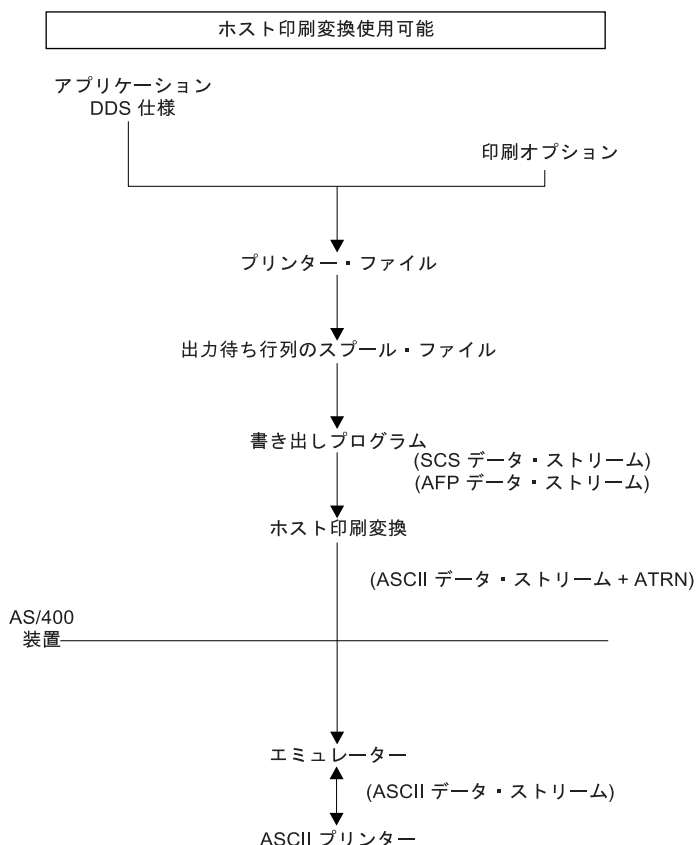 ホスト印刷変換使用可能
アプリケーション
DDS 仕様
印刷オプション
プリンター・ファイル
出力待ち行列のスプール・ファイル
書き出しプログラム
(SCS データ・ストリーム)
(AFP データ・ストリーム)
ホスト印刷変換
(ASCII データ・ストリーム + ATRN)
AS/400
装置
エミュレーター
(ASCII データ・ストリーム)
ASCII プリンター